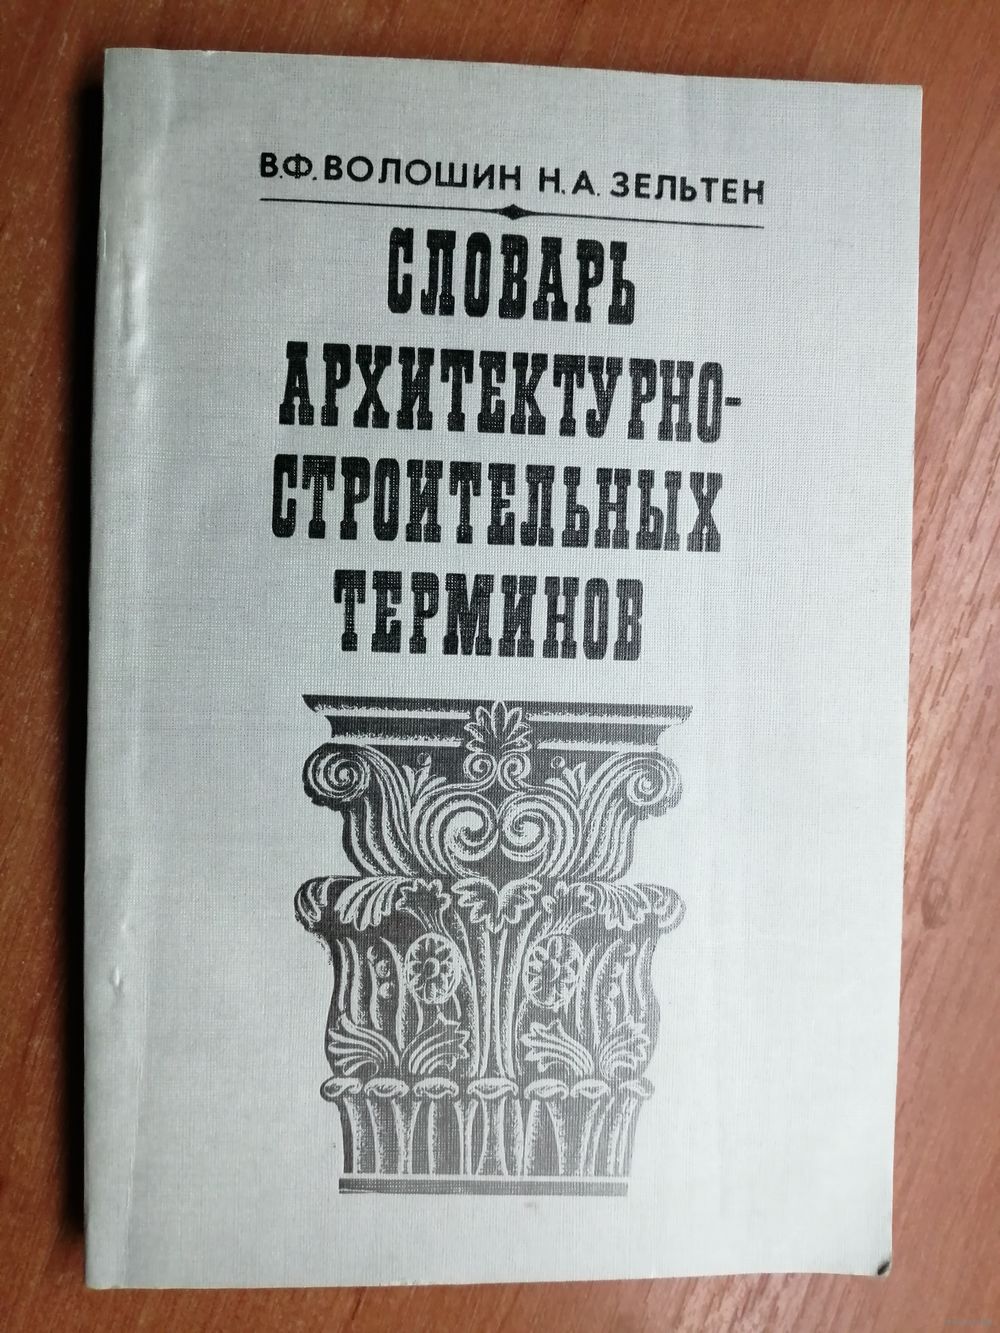 В.Ф. ВОЛОШИН Н.А. ЗЕЛЬТЕН
СЛОВАРЬ
АРХИТЕКТУРНО-
СТРОИТЕЛЬНЫХ
ТЕРМИНОВ